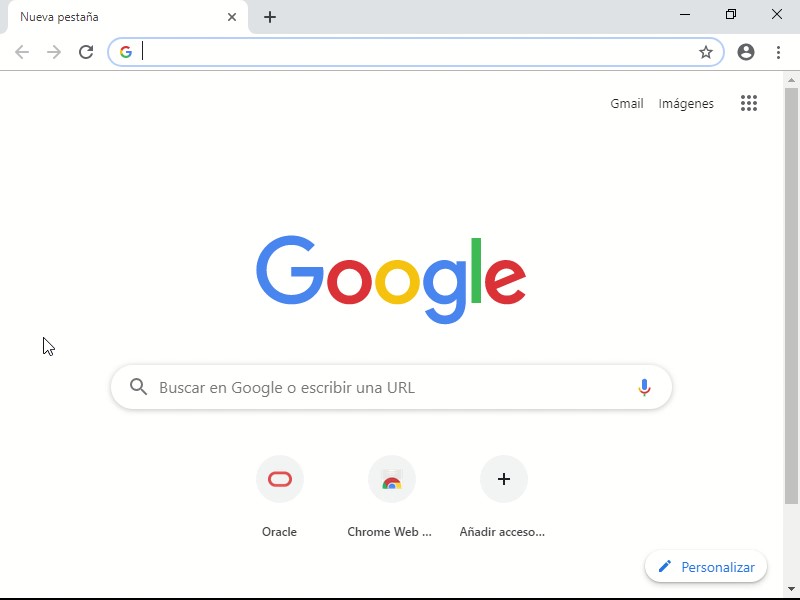 Nueva pestaña
Gmail Imágenes
Google
Buscar en Google o escribir una URL
Oracle Chrome Web ... Añadir acceso...
Personalizar